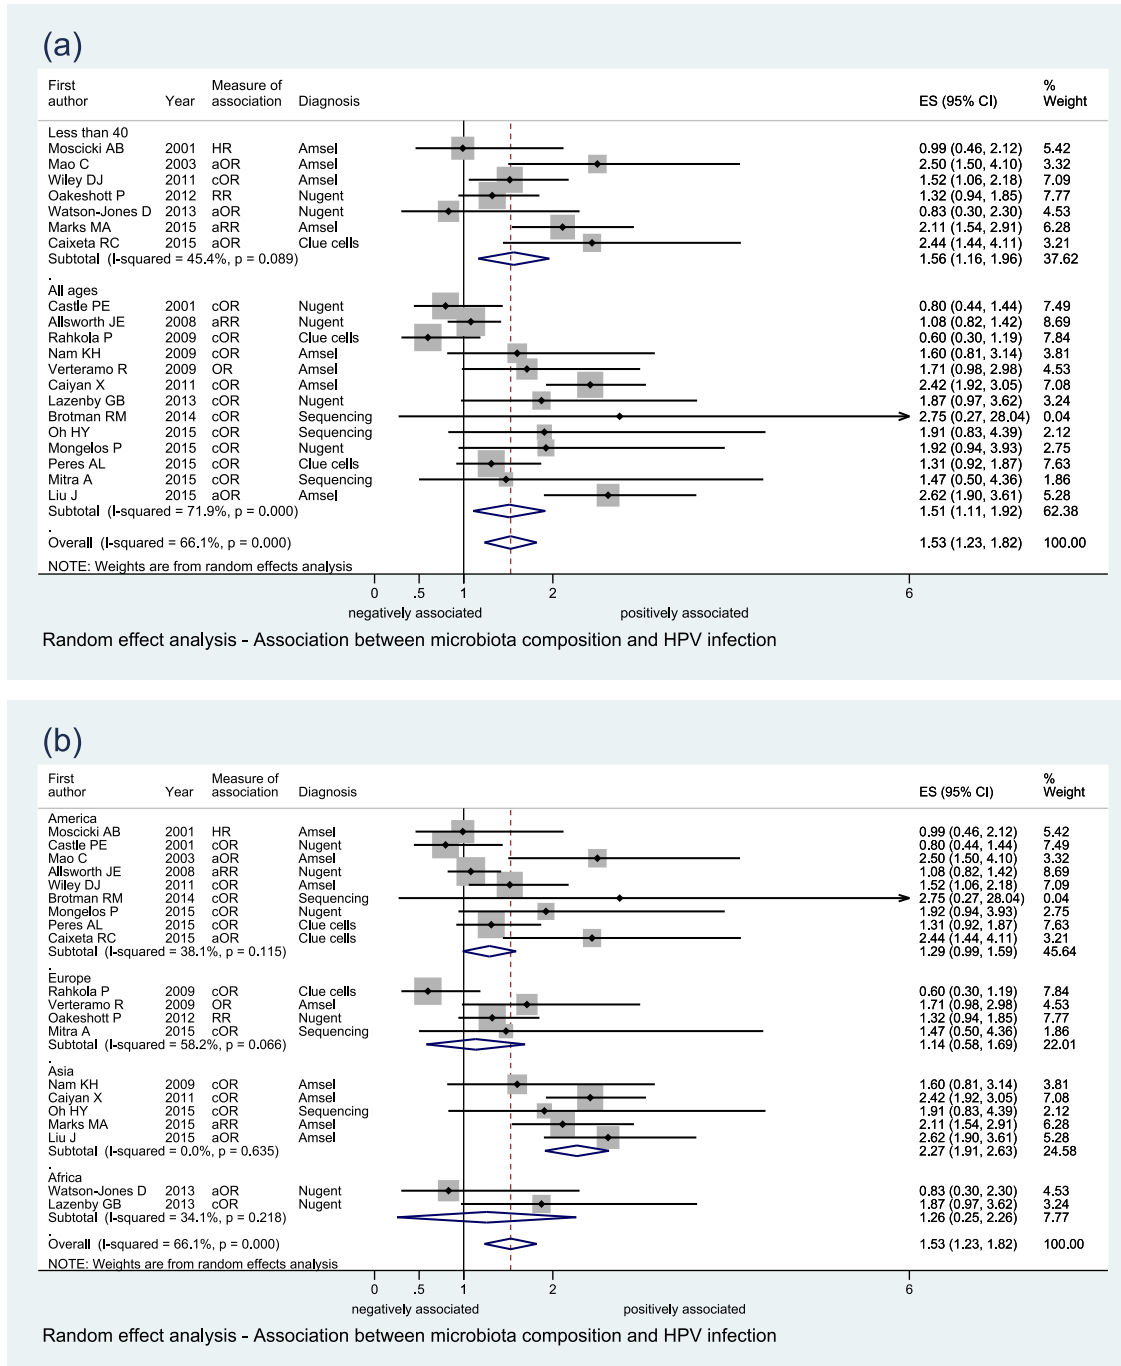 (a)
First author Year Measure of association Diagnosis ES (95% CI) % Weight
Less than 40
Moscicki AB 2001 HR Amsel 0.99 (0.46, 2.12) 5.42
Mao C 2003 aOR Amsel 2.50 (1.50, 4.10) 3.32
Wiley DJ 2011 cOR Amsel 1.52 (1.06, 2.18) 7.09
Oakeshott P 2012 RR Nugent 1.32 (0.94, 1.85) 7.77
Watson-Jones D 2013 aOR Nugent 0.83 (0.30, 2.30) 4.53
Marks MA 2015 aRR Amsel 2.11 (1.54, 2.91) 6.28
Caixeta RC 2015 aOR Clue cells 2.44 (1.44, 4.11) 3.21
Subtotal (I-squared = 45.4%, p = 0.089) 1.56 (1.16, 1.96) 37.62
.
All ages
Castle PE 2001 cOR Nugent 0.80 (0.44, 1.44) 7.49
Allsworth JE 2008 aRR Nugent 1.08 (0.82, 1.42) 8.69
Rahkola P 2009 cOR Clue cells 0.60 (0.30, 1.19) 7.84
Nam KH 2009 cOR Amsel 1.60 (0.81, 3.14) 3.81
Verteramo R 2009 OR Amsel 1.71 (0.98, 2.98) 4.53
Caiyan X 2011 cOR Amsel 2.42 (1.92, 3.05) 7.08
Lazenby GB 2013 cOR Nugent 1.87 (0.97, 3.62) 3.24
Brotman RM 2014 cOR Sequencing 2.75 (0.27, 28.04) 0.04
Oh HY 2015 cOR Sequencing 1.91 (0.83, 4.39) 2.12
Mongelos P 2015 cOR Nugent 1.92 (0.94, 3.93) 2.75
Peres AL 2015 cOR Clue cells 1.31 (0.92, 1.87) 7.63
Mitra A 2015 cOR Sequencing 1.47 (0.50, 4.36) 1.86
Liu J 2015 aOR Amsel 2.62 (1.90, 3.61) 5.28
Subtotal (I-squared = 71.9%, p = 0.000) 1.51 (1.11, 1.92) 62.38
.
Overall (I-squared = 66.1%, p = 0.000) 1.53 (1.23, 1.82) 100.00
NOTE: Weights are from random effects analysis
0 .5 1 2 6
negatively associated positively associated
Random effect analysis - Association between microbiota composition and HPV infection
(b)
First author Year Measure of association Diagnosis ES (95% CI) % Weight
America
Moscicki AB 2001 HR Amsel 0.99 (0.46, 2.12) 5.42
Castle PE 2001 cOR Nugent 0.80 (0.44, 1.44) 7.49
Mao C 2003 aOR Amsel 2.50 (1.50, 4.10) 3.32
Allsworth JE 2008 aRR Nugent 1.08 (0.82, 1.42) 8.69
Wiley DJ 2011 cOR Amsel 1.52 (1.06, 2.18) 7.09
Brotman RM 2014 cOR Sequencing 2.75 (0.27, 28.04) 0.04
Mongelos P 2015 cOR Nugent 1.92 (0.94, 3.93) 2.75
Peres AL 2015 cOR Clue cells 1.31 (0.92, 1.87) 7.63
Caixeta RC 2015 aOR Clue cells 2.44 (1.44, 4.11) 3.21
Subtotal (I-squared = 38.1%, p = 0.115) 1.29 (0.99, 1.59) 45.64
.
Europe
Rahkola P 2009 cOR Clue cells 0.60 (0.30, 1.19) 7.84
Verteramo R 2009 OR Amsel 1.71 (0.98, 2.98) 4.53
Oakeshott P 2012 RR Nugent 1.32 (0.94, 1.85) 7.77
Mitra A 2015 cOR Sequencing 1.47 (0.50, 4.36) 1.86
Subtotal (I-squared = 58.2%, p = 0.066) 1.14 (0.58, 1.69) 22.01
.
Asia
Nam KH 2009 cOR Amsel 1.60 (0.81, 3.14) 3.81
Caiyan X 2011 cOR Amsel 2.42 (1.92, 3.05) 7.08
Oh HY 2015 cOR Sequencing 1.91 (0.83, 4.39) 2.12
Marks MA 2015 aRR Amsel 2.11 (1.54, 2.91) 6.28
Liu J 2015 aOR Amsel 2.62 (1.90, 3.61) 5.28
Subtotal (I-squared = 0.0%, p = 0.635) 2.27 (1.91, 2.63) 24.58
.
Africa
Watson-Jones D 2013 aOR Nugent 0.83 (0.30, 2.30) 4.53
Lazenby GB 2013 cOR Nugent 1.87 (0.97, 3.62) 3.24
Subtotal (I-squared = 34.1%, p = 0.218) 1.26 (0.25, 2.26) 7.77
.
Overall (I-squared = 66.1%, p = 0.000) 1.53 (1.23, 1.82) 100.00
NOTE: Weights are from random effects analysis
0 .5 1 2 6
negatively associated positively associated
Random effect analysis - Association between microbiota composition and HPV infection